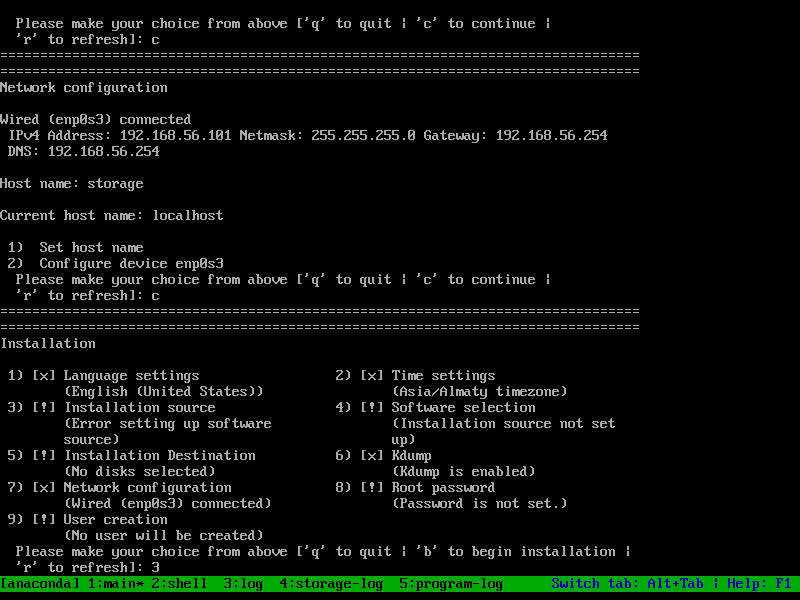 Please make your choice from above ['q' to quit | 'c' to continue |
'r' to refresh]: c
================================================================================
================================================================================
Network configuration
Wired (enp0s3) connected
IPv4 Address: 192.168.56.101 Netmask: 255.255.255.0 Gateway: 192.168.56.254
DNS: 192.168.56.254
Host name: storage
Current host name: localhost
1) Set host name
2) Configure device enp0s3
Please make your choice from above ['q' to quit | 'c' to continue |
'r' to refresh]: c
================================================================================
================================================================================
Installation
1) [x] Language settings 2) [x] Time settings
(English (United States)) (Asia/Almaty timezone)
3) [!] Installation source 4) [!] Software selection
(Error setting up software (Installation source not set
source) up)
5) [!] Installation Destination 6) [x] Kdump
(No disks selected) (Kdump is enabled)
7) [x] Network configuration 8) [!] Root password
(Wired (enp0s3) connected) (Password is not set.)
9) [!] User creation
(No user will be created)
Please make your choice from above ['q' to quit | 'b' to begin installation |
'r' to refresh]: 3
[anaconda] 1:main* 2:shell 3:log 4:storage-log 5:program-log Switch tab: Alt+Tab | Help: F1